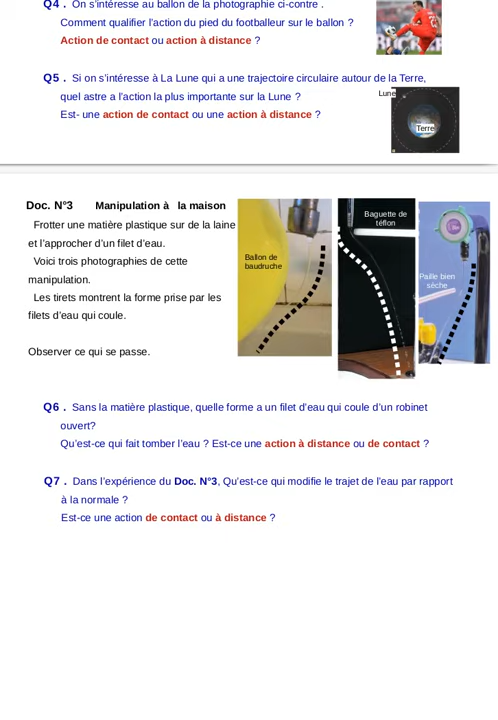 Q4 . On s'intéresse au ballon de la photographie ci-contre .
Comment qualifier l'action du pied du footballeur sur le ballon ?
Action de contact ou action à distance ?
Q5 . Si on s'intéresse à La Lune qui a une trajectoire circulaire autour de la Terre,
quel astre a l'action la plus importante sur la Lune ?
Est- une action de contact ou une action à distance ?
Lune
Terre
Doc. N°3 Manipulation à la maison
Frotter une matière plastique sur de la laine
et l'approcher d'un filet d'eau.
Voici trois photographies de cette
manipulation.
Les tirets montrent la forme prise par les
filets d'eau qui coule.
Observer ce qui se passe.
Ballon de
baudruche
Baguette de
téflon
Paille bien
sèche
Q6 . Sans la matière plastique, quelle forme a un filet d'eau qui coule d'un robinet
ouvert?
Qu'est-ce qui fait tomber l'eau ? Est-ce une action à distance ou de contact ?
Q7 . Dans l'expérience du Doc. N°3, Qu'est-ce qui modifie le trajet de l'eau par rapport
à la normale ?
Est-ce une action de contact ou à distance ?